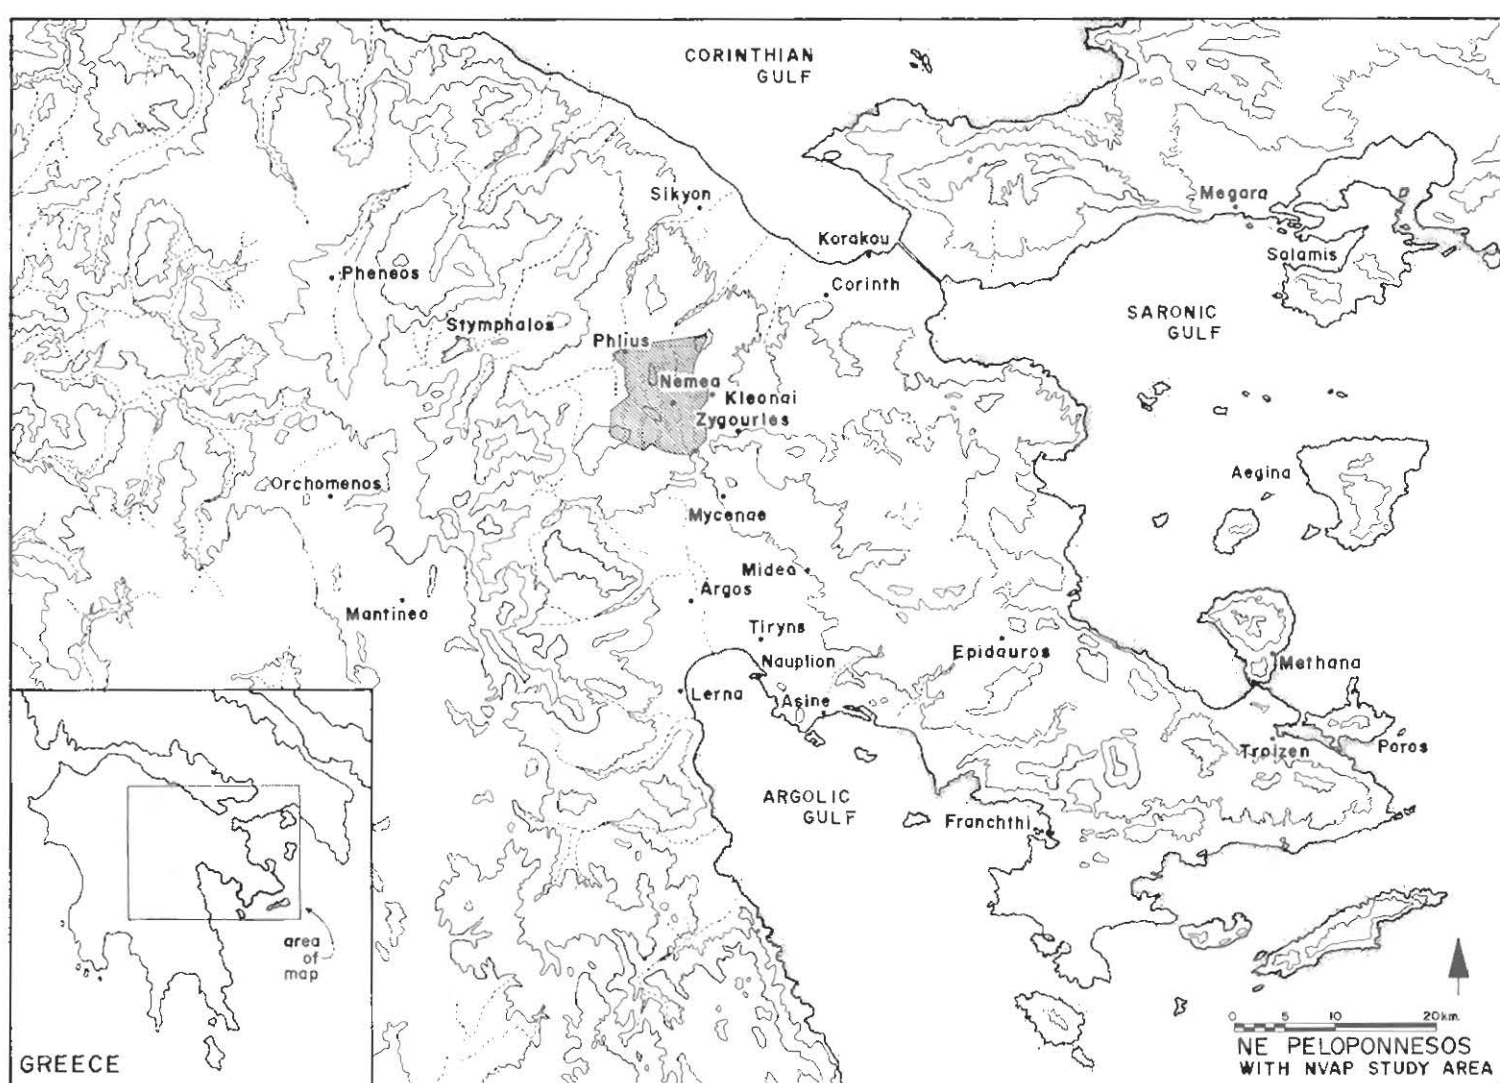 CORINTHIAN
GULF
Sikyon
Megara
Korakou
Salamis
Pheneos
Corinth
SARONIC
GULF
Stymphalos
Phlius
Nemea
Kleonai
Zygouries
Aegina
Orchomenos
Mycenae
Midea
Argos
Mantinea
Tiryns
Epidauros
Nauplion
Methana
Lerna
Asine
Troizen
Poros
ARGOLIC
GULF
Franchthi
area
of
map
GREECE
0 5 10 20km.
NE PELOPONNESOS
WITH NVAP STUDY AREA